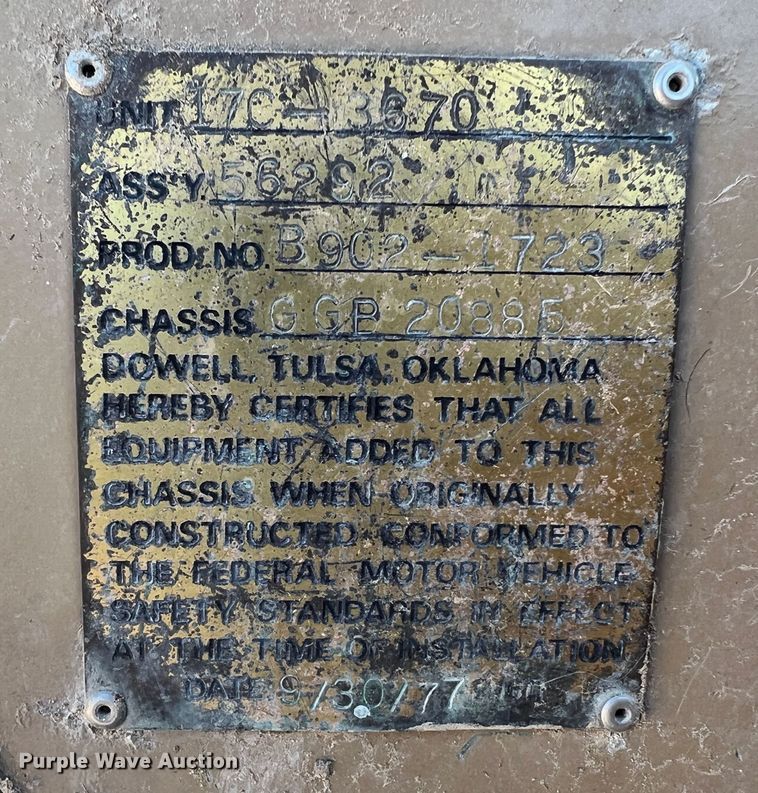 UNIT 17C-3670
ASS'Y 56292
PROD. NO. B902-1723
CHASSIS GGB 20885
DOWELL, TULSA, OKLAHOMA
HEREBY CERTIFIES THAT ALL
EQUIPMENT ADDED TO THIS
CHASSIS WHEN ORIGINALLY
CONSTRUCTED, CONFORMED TO
THE FEDERAL MOTOR VEHICLE
SAFETY STANDARDS IN EFFECT
AT THE TIME OF INSTALLATION
DATE 9/30/77
Purple Wave Auction